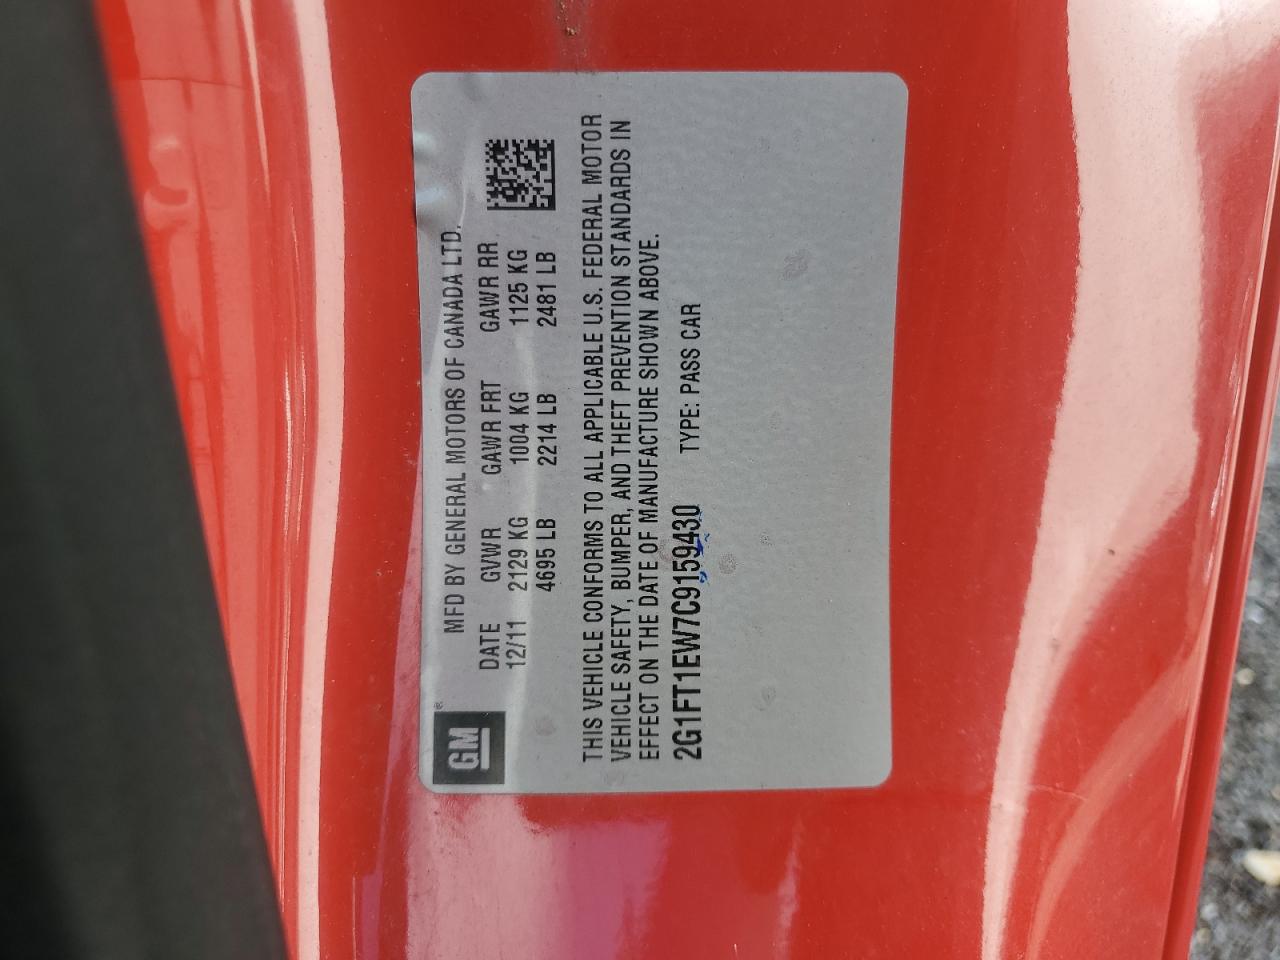 GM®
MFD BY GENERAL MOTORS OF CANADA LTD.
DATE GVWR GAWR FRT GAWR RR
12/11 2129 KG 1004 KG 1125 KG
4695 LB 2214 LB 2481 LB
THIS VEHICLE CONFORMS TO ALL APPLICABLE U.S. FEDERAL MOTOR
VEHICLE SAFETY, BUMPER, AND THEFT PREVENTION STANDARDS IN
EFFECT ON THE DATE OF MANUFACTURE SHOWN ABOVE.
2G1FT1EW7C9159430 TYPE: PASS CAR